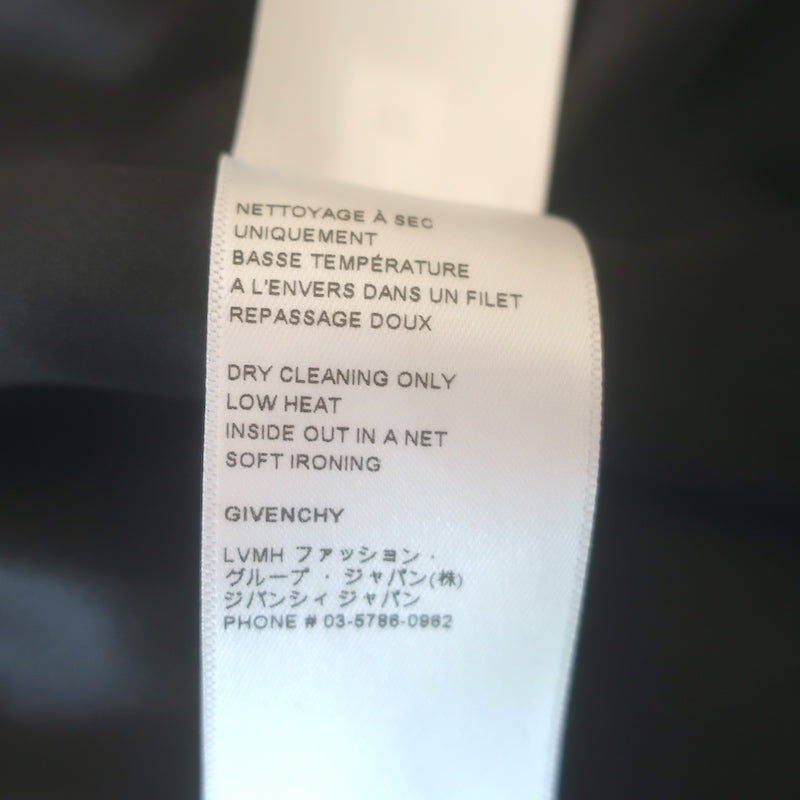 NETTOYAGE À SEC
UNIQUEMENT
BASSE TEMPÉRATURE
A L'ENVERS DANS UN FILET
REPASSAGE DOUX
DRY CLEANING ONLY
LOW HEAT
INSIDE OUT IN A NET
SOFT IRONING
GIVENCHY
LVMH ファッション・
グループ・ジャパン(株)
ジバンシィ ジャパン
PHONE # 03-5786-0962